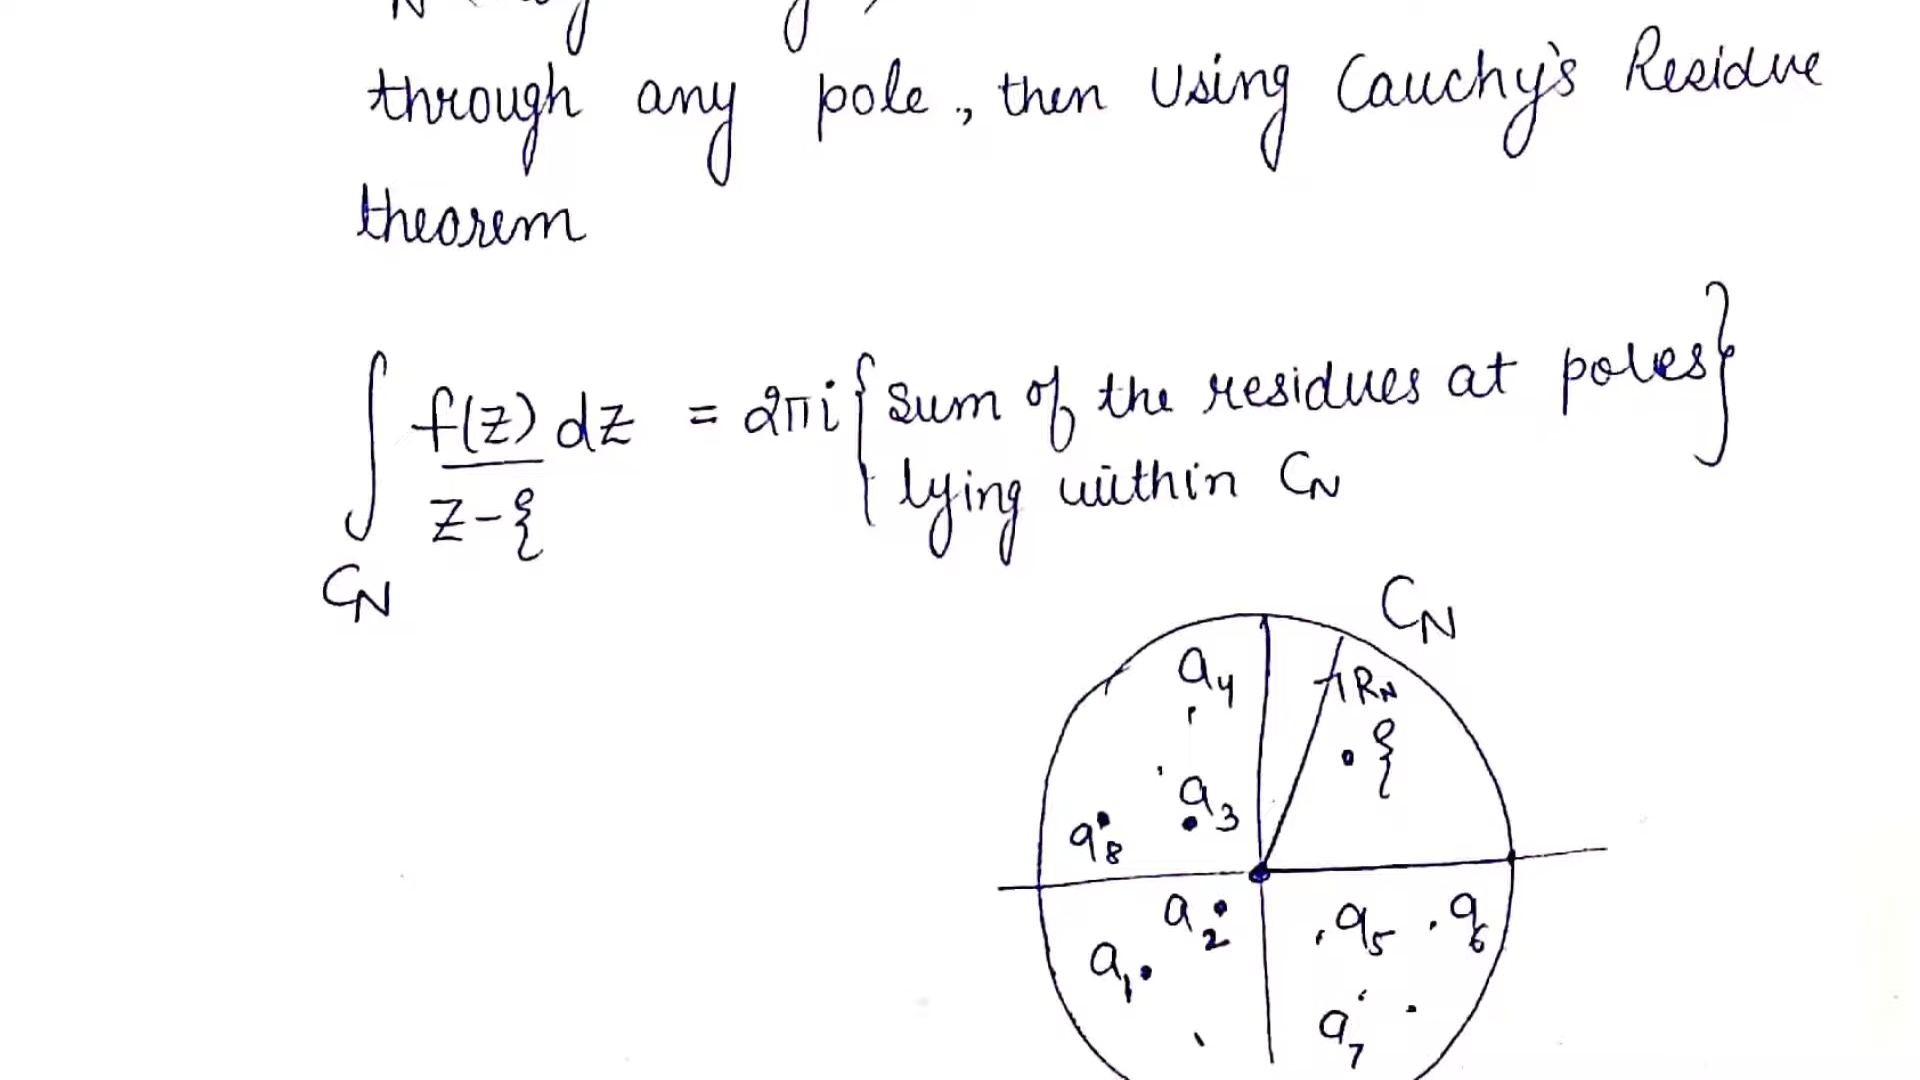 through any pole, then Using Cauchy's Residue
theorem
∫_{C_N} f(z)/(z-ξ) dz = 2πi { Sum of the residues at poles
lying within C_N }
C_N
a_4
R_N
ξ
a_3
a_8
a_2
a_5
a_6
a_1
a_7